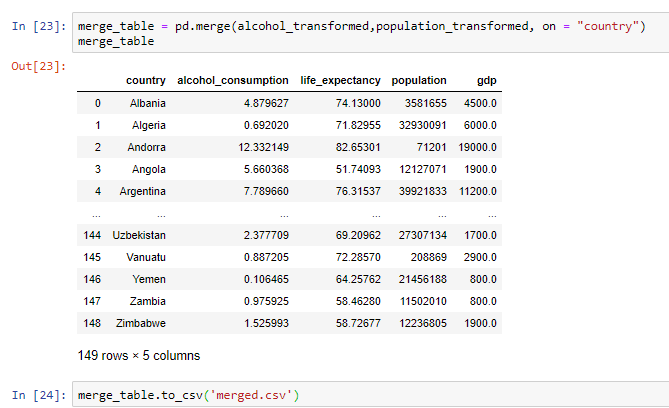 In [23]: merge_table = pd.merge(alcohol_transformed,population_transformed, on = "country")
merge_table
Out[23]:
country alcohol_consumption life_expectancy population gdp
0 Albania 4.879627 74.13000 3581655 4500.0
1 Algeria 0.692020 71.82955 32930091 6000.0
2 Andorra 12.332149 82.65301 71201 19000.0
3 Angola 5.660368 51.74093 12127071 1900.0
4 Argentina 7.789660 76.31537 39921833 11200.0
... ... ... ... ... ...
144 Uzbekistan 2.377709 69.20962 27307134 1700.0
145 Vanuatu 0.887205 72.28570 208869 2900.0
146 Yemen 0.106465 64.25762 21456188 800.0
147 Zambia 0.975925 58.46280 11502010 800.0
148 Zimbabwe 1.525993 58.72677 12236805 1900.0
149 rows × 5 columns
In [24]: merge_table.to_csv('merged.csv')